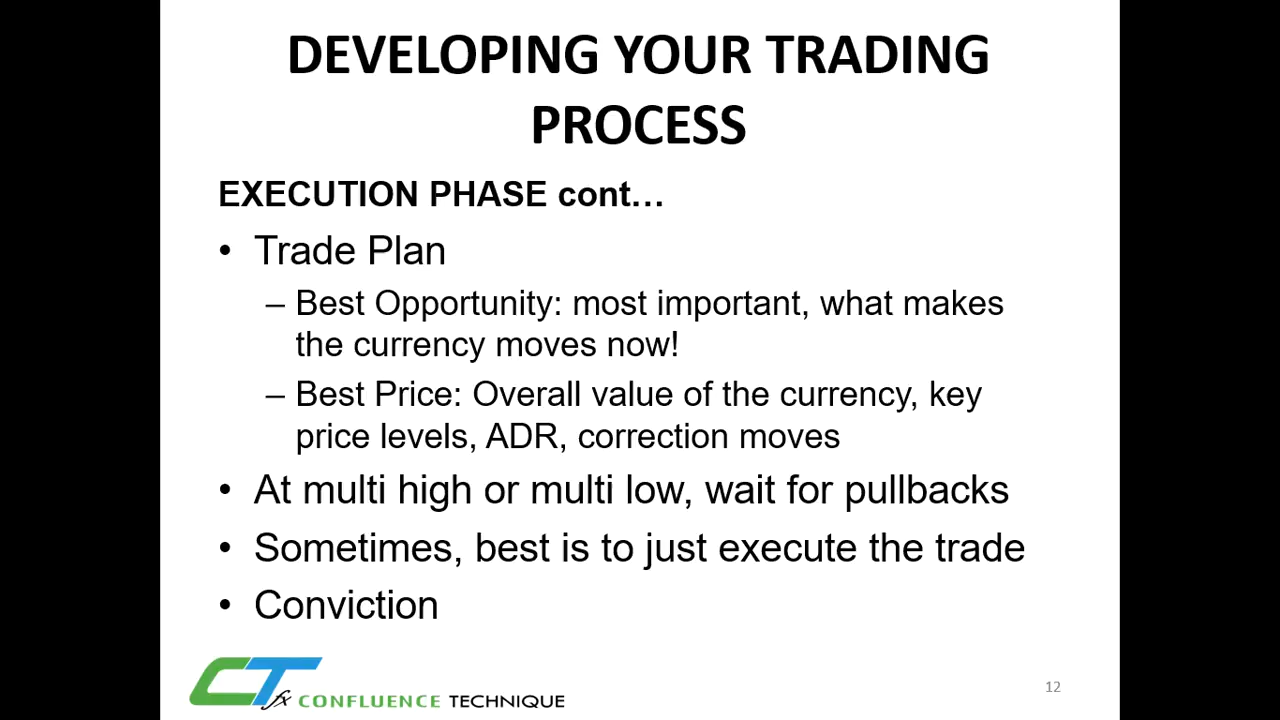 DEVELOPING YOUR TRADING
PROCESS
EXECUTION PHASE cont…
• Trade Plan
– Best Opportunity: most important, what makes
the currency moves now!
– Best Price: Overall value of the currency, key
price levels, ADR, correction moves
• At multi high or multi low, wait for pullbacks
• Sometimes, best is to just execute the trade
• Conviction
CT fx CONFLUENCE TECHNIQUE
12